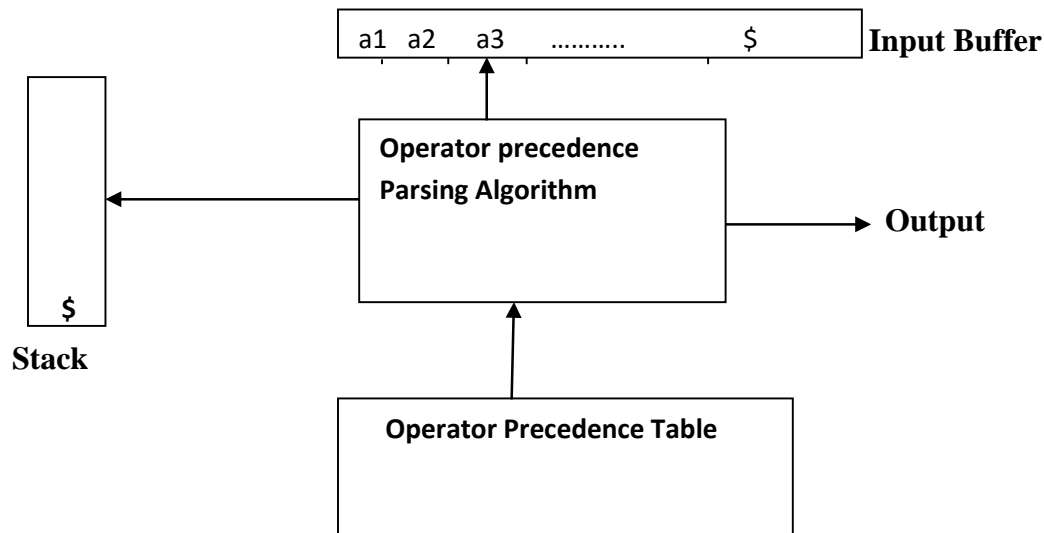 a1 a2 a3 ……….. $ Input Buffer
Operator precedence
Parsing Algorithm
Output
$
Stack
Operator Precedence Table